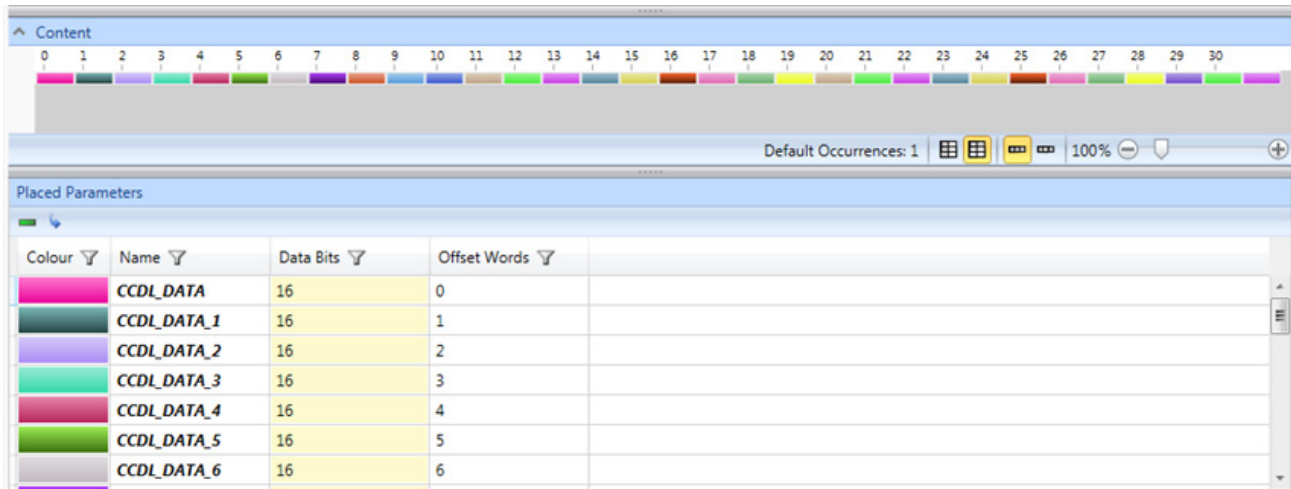 Content
0 1 2 3 4 5 6 7 8 9 10 11 12 13 14 15 16 17 18 19 20 21 22 23 24 25 26 27 28 29 30
Default Occurrences: 1 100%
Placed Parameters
Colour Name Data Bits Offset Words
CCDL_DATA 16 0
CCDL_DATA_1 16 1
CCDL_DATA_2 16 2
CCDL_DATA_3 16 3
CCDL_DATA_4 16 4
CCDL_DATA_5 16 5
CCDL_DATA_6 16 6